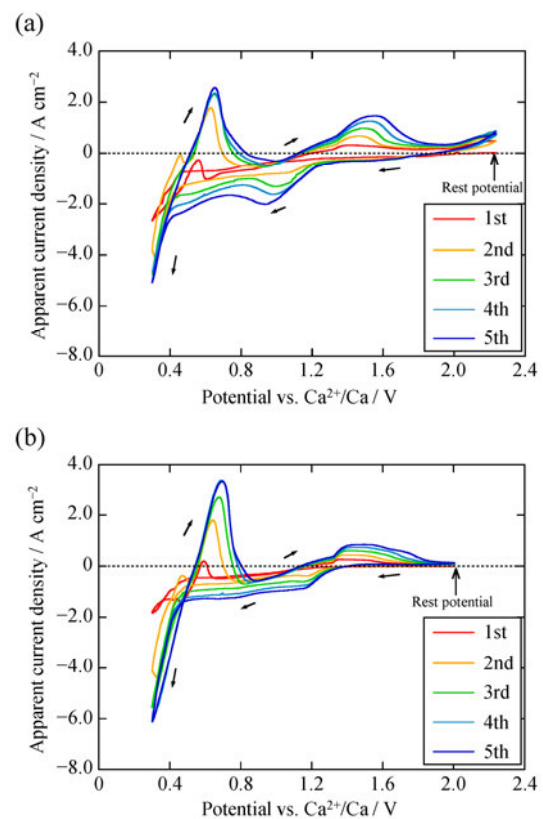 (a)
4.0
2.0
0
−2.0
−4.0
−6.0
−8.0
Apparent current density / A cm⁻²
Rest potential
1st
2nd
3rd
4th
5th
0 0.4 0.8 1.2 1.6 2.0 2.4
Potential vs. Ca²⁺/Ca / V
(b)
4.0
2.0
0
−2.0
−4.0
−6.0
−8.0
Apparent current density / A cm⁻²
Rest potential
1st
2nd
3rd
4th
5th
0 0.4 0.8 1.2 1.6 2.0 2.4
Potential vs. Ca²⁺/Ca / V